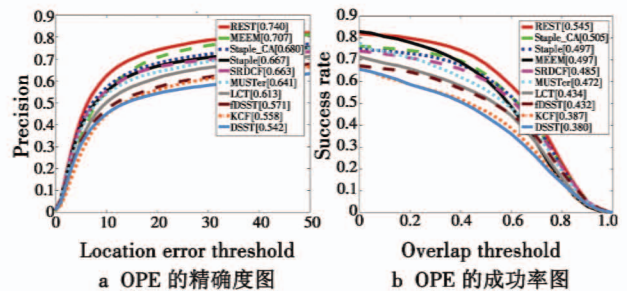 0.9
0.8
0.7
0.6
0.5
0.4
0.3
0.2
0.1
0
Precision
REST[0.740]
MEEM[0.707]
Staple_CA[0.680]
Staple[0.667]
SRDCF[0.663]
MUSTer[0.641]
LCT[0.613]
fDSST[0.571]
KCF[0.558]
DSST[0.542]
0 10 20 30 40 50
Location error threshold
a OPE 的精确度图
0.9
0.8
0.7
0.6
0.5
0.4
0.3
0.2
0.1
0
Success rate
REST[0.545]
Staple_CA[0.505]
Staple[0.497]
MEEM[0.497]
SRDCF[0.485]
MUSTer[0.472]
LCT[0.434]
fDSST[0.432]
KCF[0.387]
DSST[0.380]
0 0.2 0.4 0.6 0.8 1.0
Overlap threshold
b OPE 的成功率图